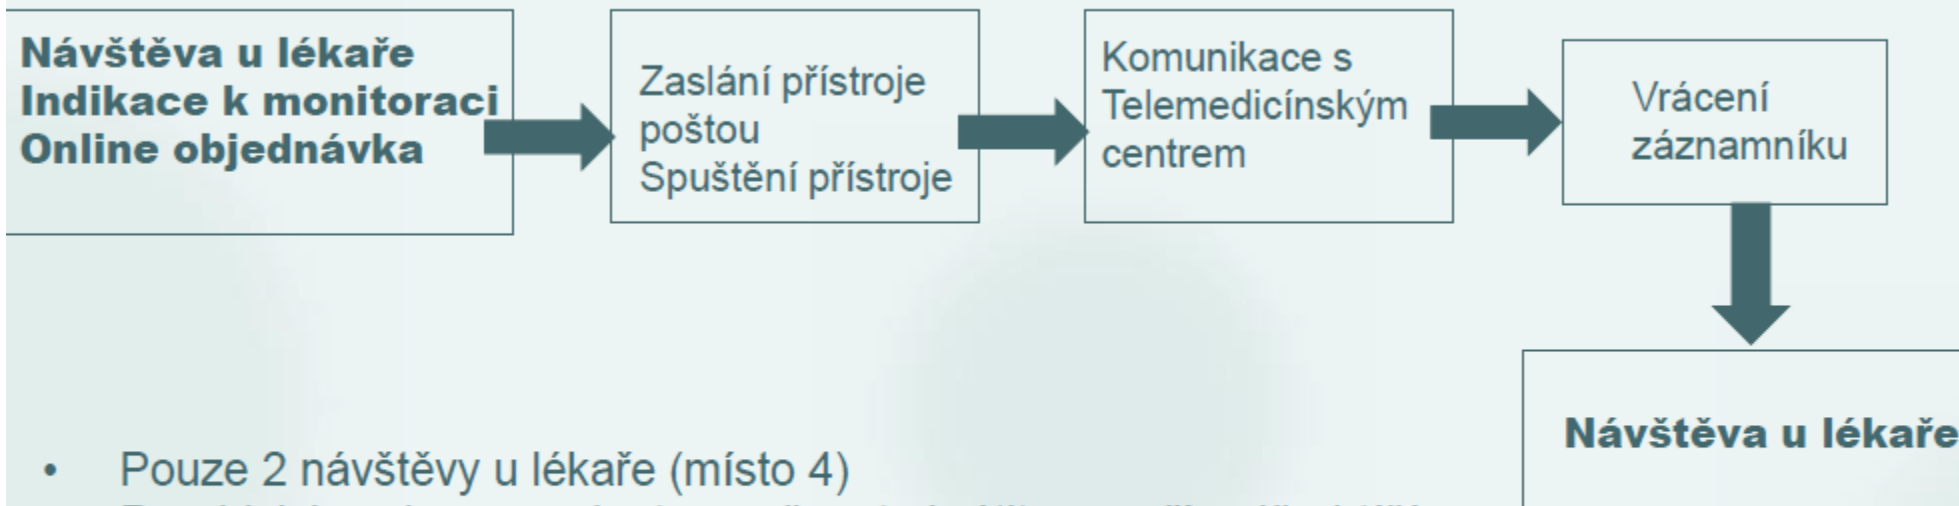 Návštěva u lékaře
Indikace k monitoraci
Online objednávka
Zaslání přístroje
poštou
Spuštění přístroje
Komunikace s
Telemedicínským
centrem
Vrácení
záznamníku
Návštěva u lékaře
• Pouze 2 návštěvy u lékaře (místo 4)